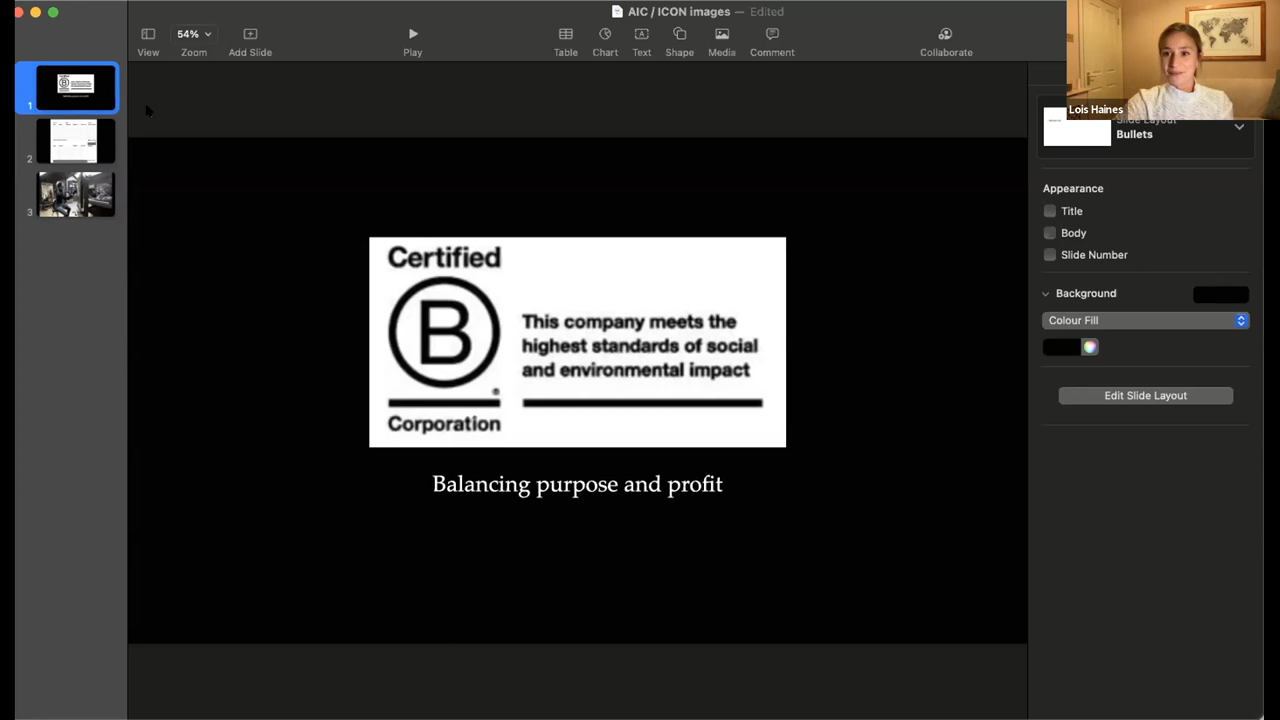 AIC / ICON images — Edited
View
54%
Zoom
Add Slide
Play
Table
Chart
Text
Shape
Media
Comment
Collaborate
Lois Haines
1
2
3
Certified
B
®
Corporation
This company meets the
highest standards of social
and environmental impact
Balancing purpose and profit
Slide Layout
Bullets
Appearance
Title
Body
Slide Number
Background
Colour Fill
Edit Slide Layout